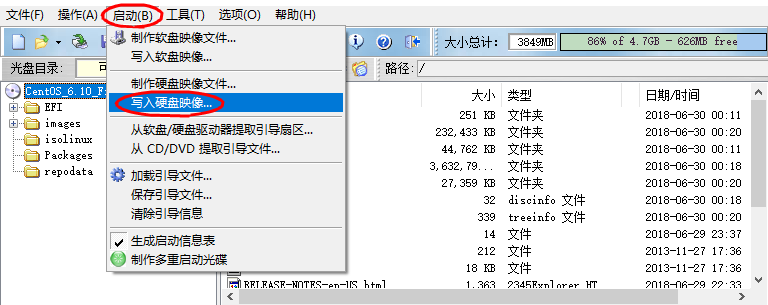 文件(F) 操作(A) 启动(B) 工具(T) 选项(O) 帮助(H)
大小总计: 3849MB 86% of 4.7GB - 626MB free
光盘目录: 可 路径: /
CentOS_6.10_F
EFI
images
isolinux
Packages
repodata
制作软盘映像文件...
写入软盘映像...
制作硬盘映像文件...
写入硬盘映像...
从软盘/硬盘驱动器提取引导扇区...
从 CD/DVD 提取引导文件...
加载引导文件...
保存引导文件...
清除引导信息
生成启动信息表
制作多重启动光碟
大小 类型 日期/时间
251 KB 文件夹 2018-06-30 00:11
232,433 KB 文件夹 2018-06-30 00:20
44,762 KB 文件夹 2018-06-30 00:11
3,632,79... 文件夹 2018-06-30 00:18
27,359 KB 文件夹 2018-06-30 00:20
32 discinfo 文件 2018-06-30 00:18
339 treeinfo 文件 2018-06-30 00:20
14 文件 2018-06-29 23:37
212 文件 2013-11-27 17:36
18 KB 文件 2013-11-27 17:36
RELEASE-NOTES-en-US.html 1,363 2345Explorer.HT 2018-06-29 22:33